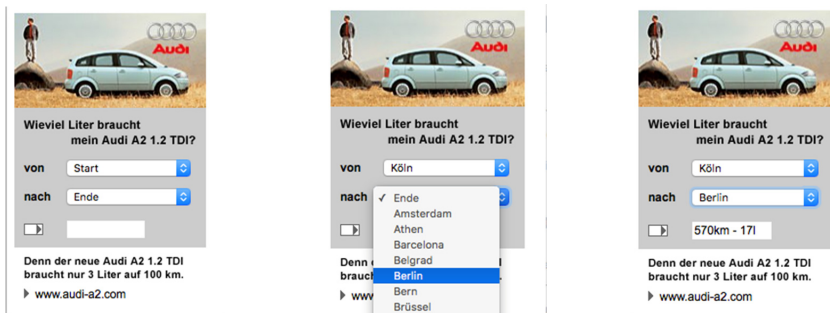 Audi
Wieviel Liter braucht
mein Audi A2 1.2 TDI?
von Start
nach Ende
Denn der neue Audi A2 1.2 TDI
braucht nur 3 Liter auf 100 km.
www.audi-a2.com
Audi
Wieviel Liter braucht
mein Audi A2 1.2 TDI?
von Köln
nach ✓ Ende
Amsterdam
Athen
Barcelona
Belgrad
Berlin
Bern
Brüssel
Denn
www
Audi
Wieviel Liter braucht
mein Audi A2 1.2 TDI?
von Köln
nach Berlin
570km - 17l
Denn der neue Audi A2 1.2 TDI
braucht nur 3 Liter auf 100 km.
www.audi-a2.com